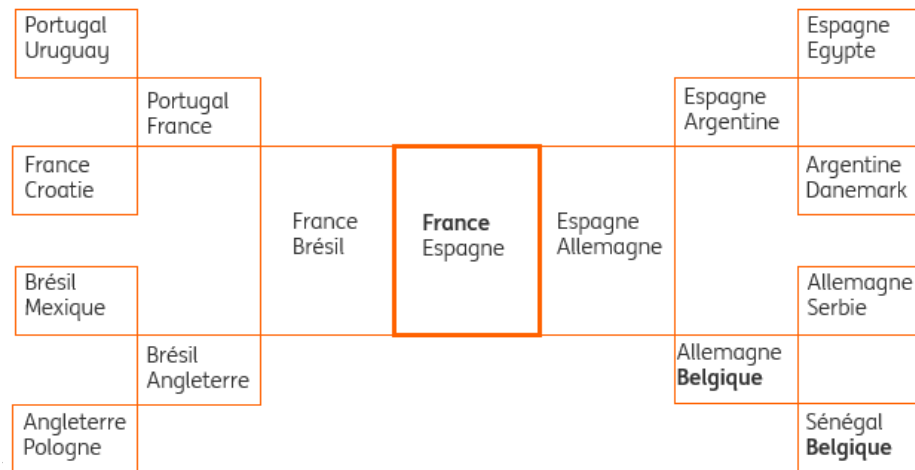 Portugal
Uruguay
Espagne
Egypte
Portugal
France
Espagne
Argentine
France
Croatie
Argentine
Danemark
France
Brésil
France
Espagne
Espagne
Allemagne
Brésil
Mexique
Allemagne
Serbie
Brésil
Angleterre
Allemagne
Belgique
Angleterre
Pologne
Sénégal
Belgique